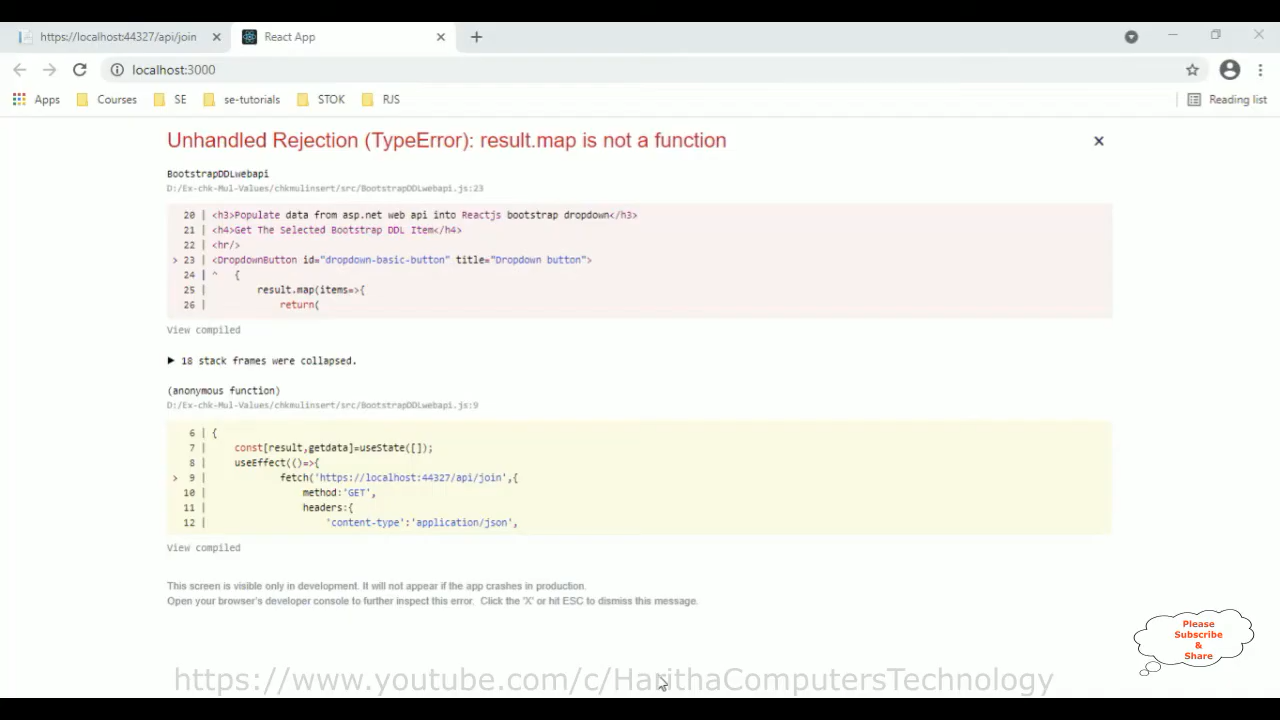 https://localhost:44327/api/join
React App
localhost:3000
Apps
Courses
SE
se-tutorials
STOK
RJS
Reading list
Unhandled Rejection (TypeError): result.map is not a function
BootstrapDDLwebapi
D:/Ex-chk-Mul-Values/chkmulinsert/src/BootstrapDDLwebapi.js:23
20 | <h3>Populate data from asp.net web api into Reactjs bootstrap dropdown</h3>
21 | <h4>Get The Selected Bootstrap DDL Item</h4>
22 | <hr/>
> 23 | <DropdownButton id="dropdown-basic-button" title="Dropdown button">
24 | ^ {
25 | result.map(items=>{
26 | return(
View compiled
▶ 18 stack frames were collapsed.
(anonymous function)
D:/Ex-chk-Mul-Values/chkmulinsert/src/BootstrapDDLwebapi.js:9
6 | {
7 | const[result,getdata]=useState([]);
8 | useEffect(()=>{
> 9 | fetch('https://localhost:44327/api/join',{
10 | method:'GET',
11 | headers:{
12 | 'content-type':'application/json',
View compiled
This screen is visible only in development. It will not appear if the app crashes in production.
Open your browser's developer console to further inspect this error. Click the 'X' or hit ESC to dismiss this message.
Please
Subscribe
&
Share
https://www.youtube.com/c/HarithaComputersTechnology